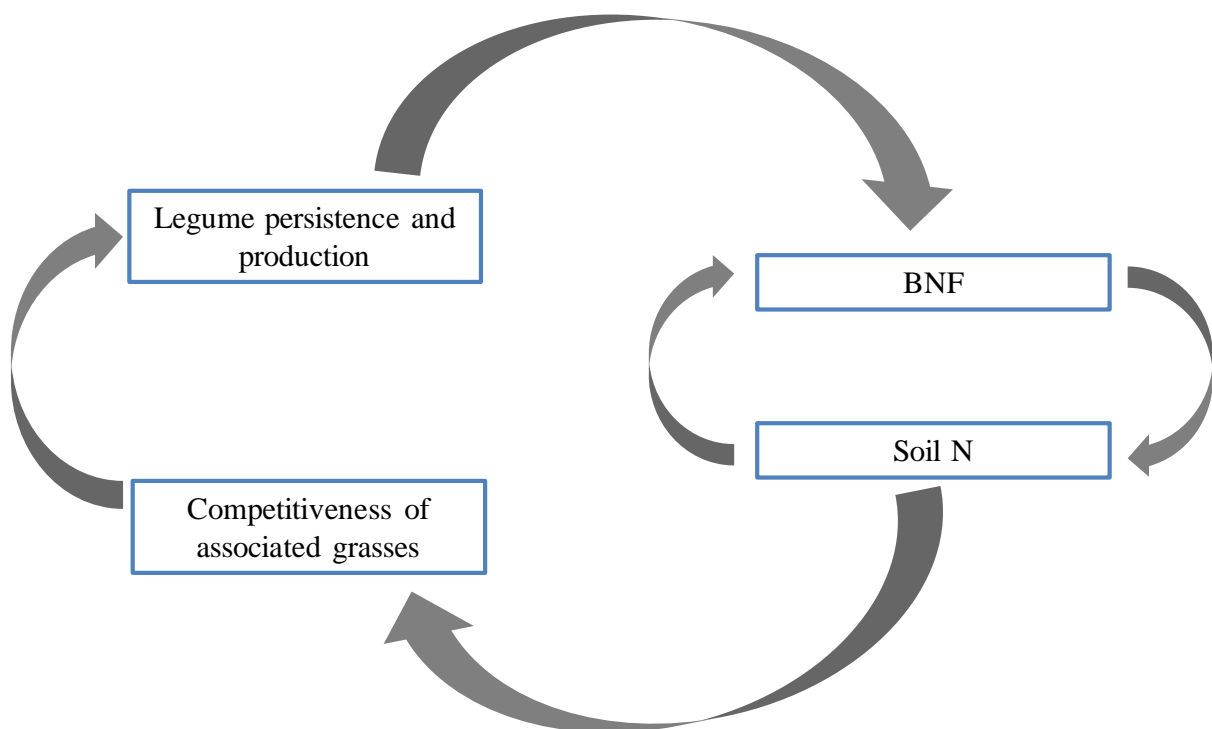 Legume persistence and
production
BNF
Soil N
Competitiveness of
associated grasses